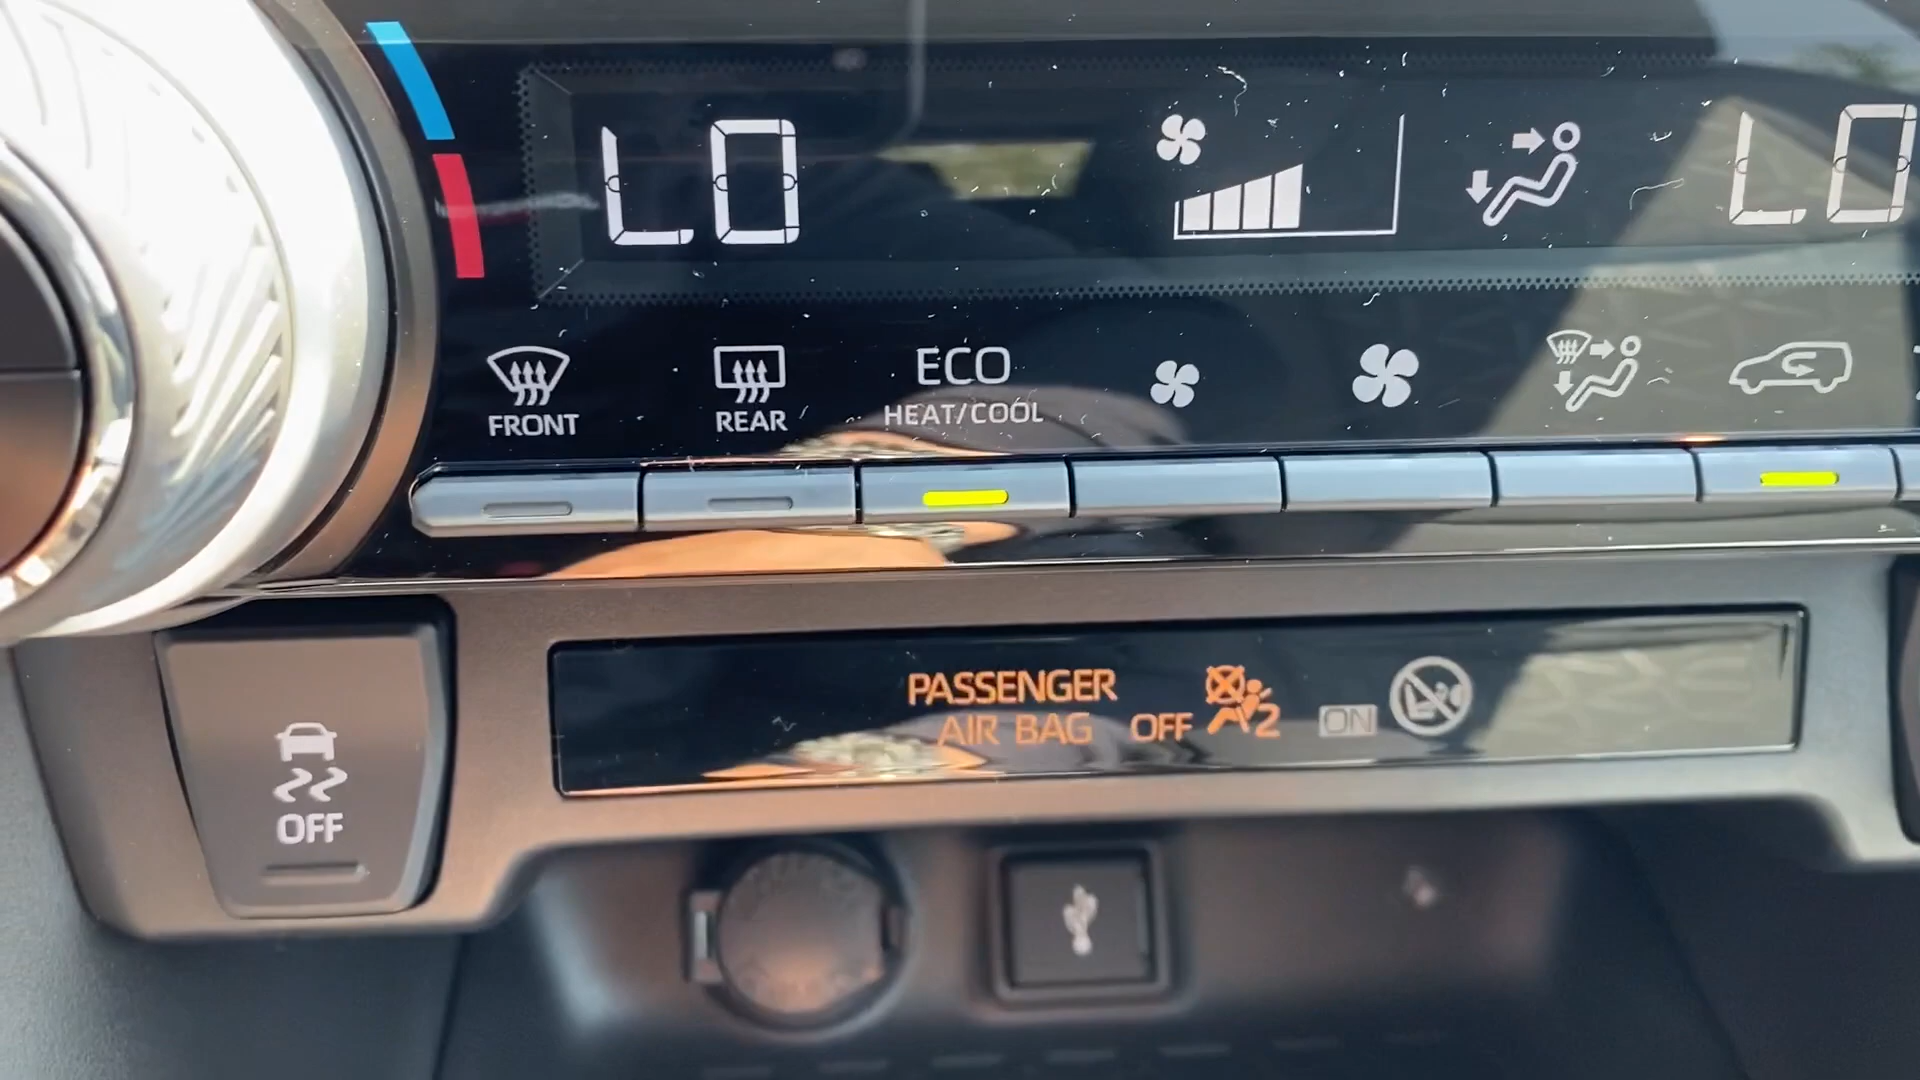 LO LO
FRONT
REAR
ECO
HEAT/COOL
PASSENGER
AIR BAG OFF 2 ON
OFF